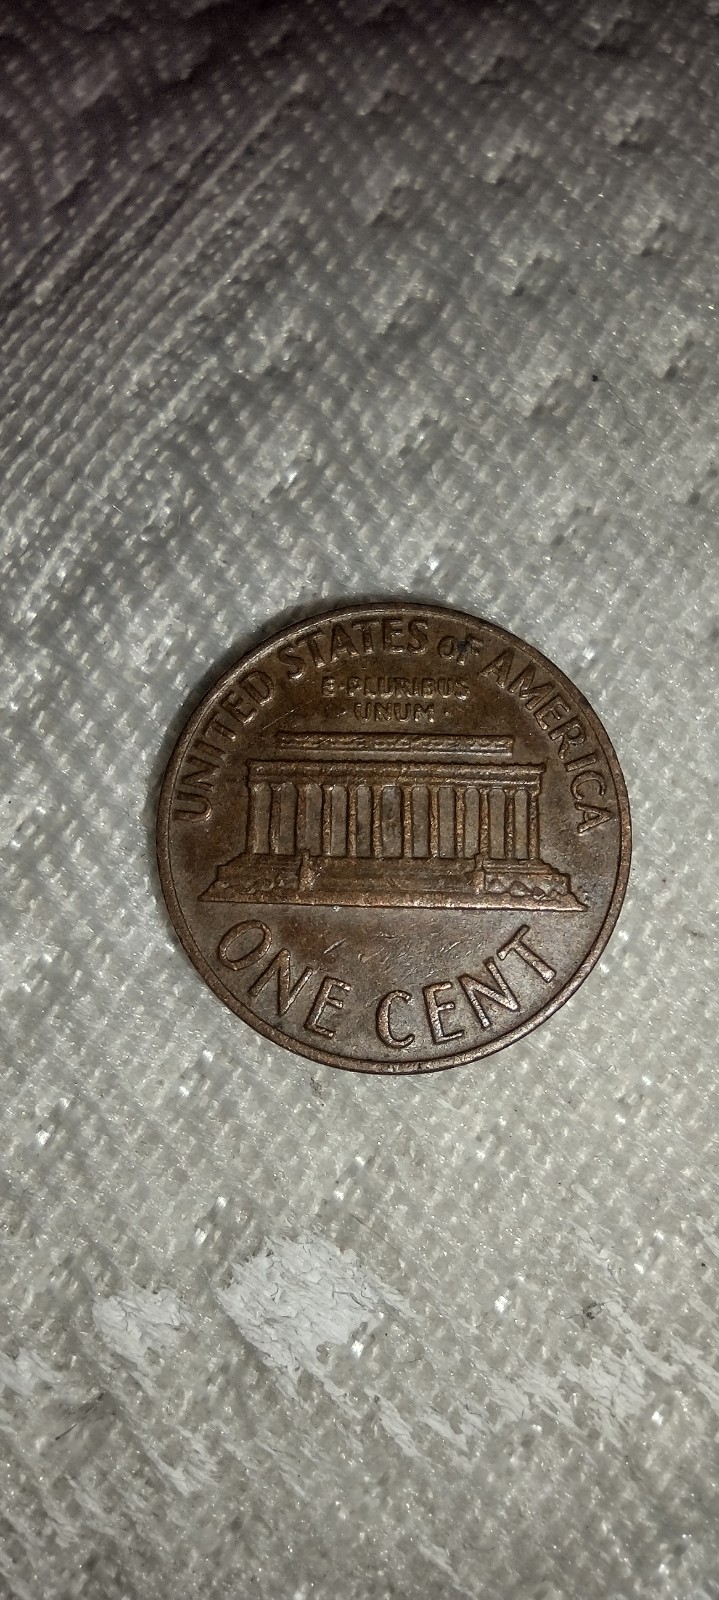 UNITED STATES OF AMERICA
E·PLURIBUS
·UNUM·
ONE CENT